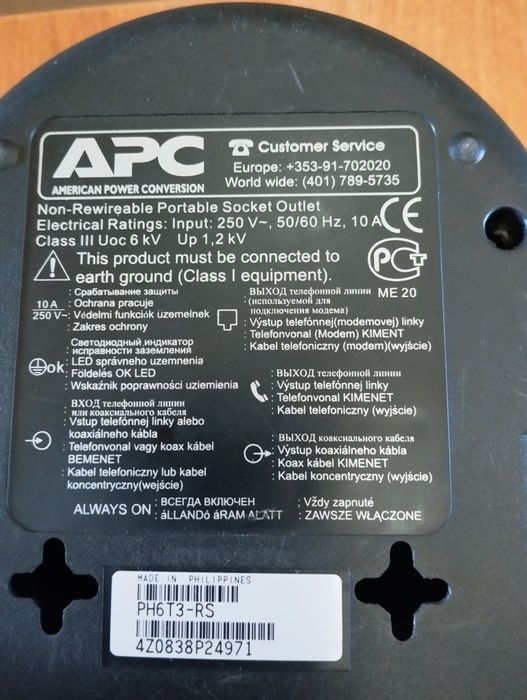 APC
AMERICAN POWER CONVERSION
☎ Customer Service
Europe: +353-91-702020
World wide: (401) 789-5735
Non-Rewireable Portable Socket Outlet
Electrical Ratings: Input: 250 V~, 50/60 Hz, 10 A
Class III Uoc 6 kV Up 1,2 kV
CE
This product must be connected to
earth ground (Class I equipment).
РСТ
ME 20
10 A
250 V~
: Срабатывание защиты
: Ochrana pracuje
: Védelmi funkciók üzemelnek
: Zakres ochrony
: ВЫХОД телефонной линии
(используемой для
подключения модема)
: Výstup telefónnej(modemovej) linky
: Telefonvonal (Modem) KIMENT
: Kabel telefoniczny (modem)(wyjście)
ok
: Светодиодный индикатор
исправности заземления
: LED správneho uzemnenia
: Földelés OK LED
: Wskaźnik poprawności uziemienia
: ВЫХОД телефонной линии
: Výstup telefónnej linky
: Telefonvonal KIMENET
: Kabel telefoniczny (wyjście)
: ВХОД телефонной линии
или коаксиального кабеля
: Vstup telefónnej linky alebo
koaxiálneho kábla
: Telefonvonal vagy koax kábel
BEMENET
: Kabel telefoniczny lub kabel
koncentryczny(wejście)
: ВЫХОД коаксиального кабеля
: Výstup koaxiálneho kábla
: Koax kábel KIMENET
: Kabel koncentryczny (wyjście)
ALWAYS ON
: ВСЕГДА ВКЛЮЧЕН
: áLLANDó áRAM ALATT
: Vždy zapnuté
: ZAWSZE WŁĄCZONE
MADE IN PHILIPPINES
PH6T3-RS
4Z0838P24971